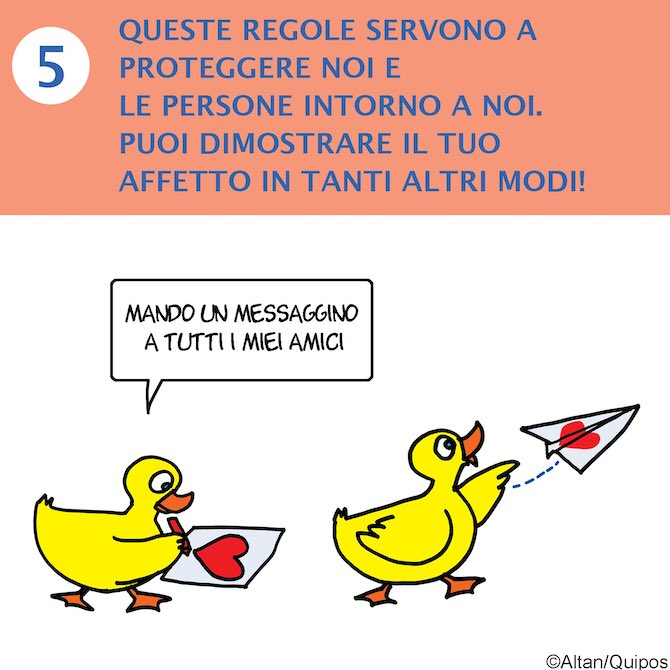 5
QUESTE REGOLE SERVONO A
PROTEGGERE NOI E
LE PERSONE INTORNO A NOI.
PUOI DIMOSTRARE IL TUO
AFFETTO IN TANTI ALTRI MODI!
MANDO UN MESSAGGINO
A TUTTI I MIEI AMICI
©Altan/Quipos